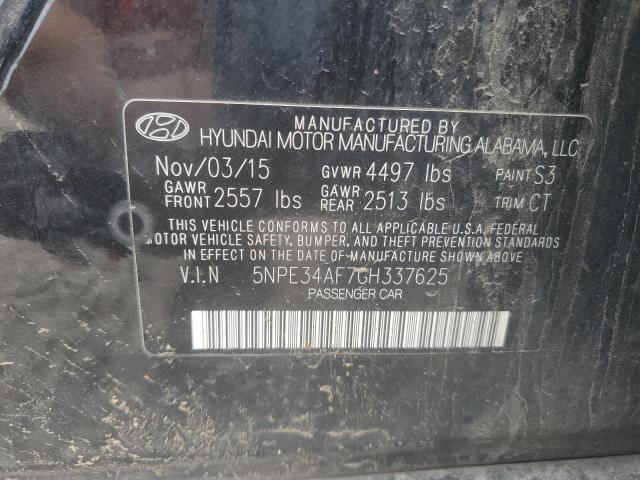 MANUFACTURED BY
HYUNDAI MOTOR MANUFACTURING ALABAMA, LLC
Nov/03/15 GVWR 4497 lbs PAINT S3
GAWR FRONT 2557 lbs GAWR REAR 2513 lbs TRIM CT
THIS VEHICLE CONFORMS TO ALL APPLICABLE U.S.A. FEDERAL
MOTOR VEHICLE SAFETY, BUMPER, AND THEFT PREVENTION STANDARDS
IN EFFECT ON THE DATE OF MANUFACTURE SHOWN ABOVE.
V.I.N 5NPE34AF7GH337625
PASSENGER CAR